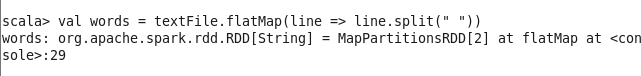 scala> val words = textFile.flatMap(line => line.split(" "))
words: org.apache.spark.rdd.RDD[String] = MapPartitionsRDD[2] at flatMap at <con
sole>:29